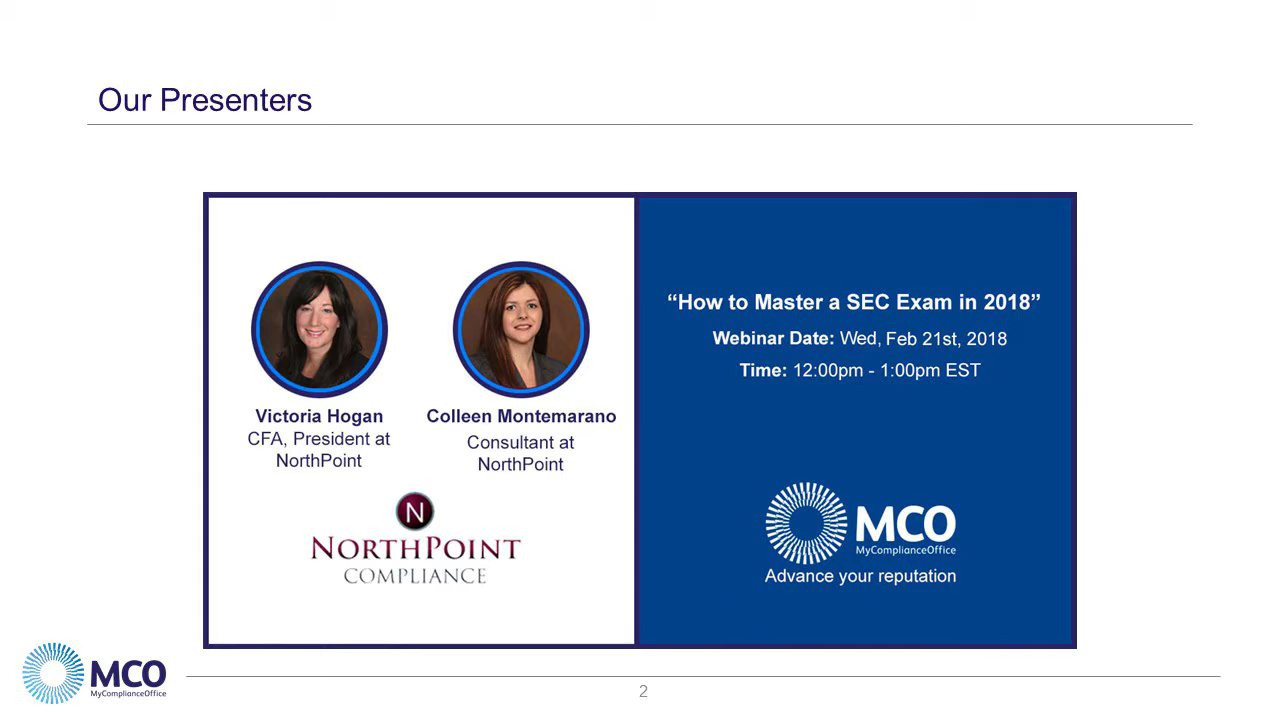 Our Presenters
Victoria Hogan
CFA, President at
NorthPoint
Colleen Montemarano
Consultant at
NorthPoint
N
NORTHPOINT
COMPLIANCE
“How to Master a SEC Exam in 2018”
Webinar Date: Wed, Feb 21st, 2018
Time: 12:00pm - 1:00pm EST
MCO
MyComplianceOffice
Advance your reputation
MCO
MyComplianceOffice
2